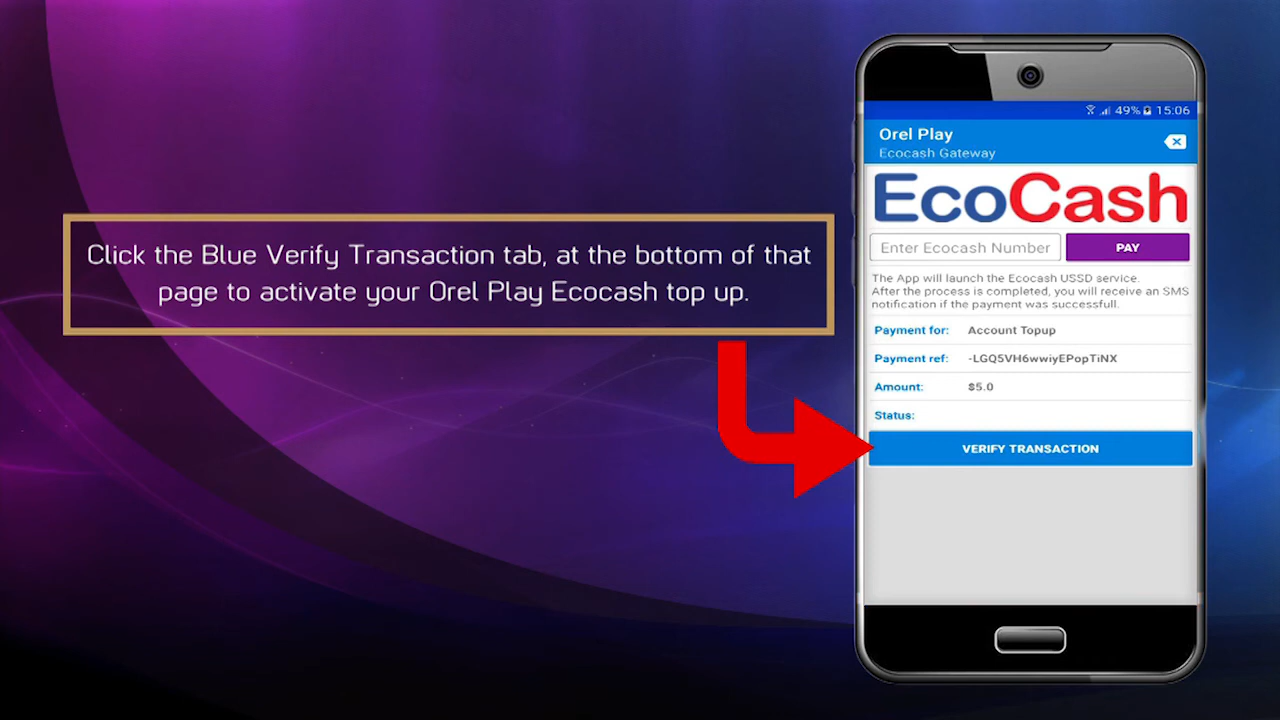 Click the Blue Verify Transaction tab, at the bottom of that
page to activate your Orel Play Ecocash top up.
49% 15:06
Orel Play
Ecocash Gateway
EcoCash
Enter Ecocash Number
PAY
The App will launch the Ecocash USSD service.
After the process is completed, you will receive an SMS
notification if the payment was successfull.
Payment for: Account Topup
Payment ref: -LGQ5VH6wwiyEPopTiNX
Amount: $5.0
Status:
VERIFY TRANSACTION